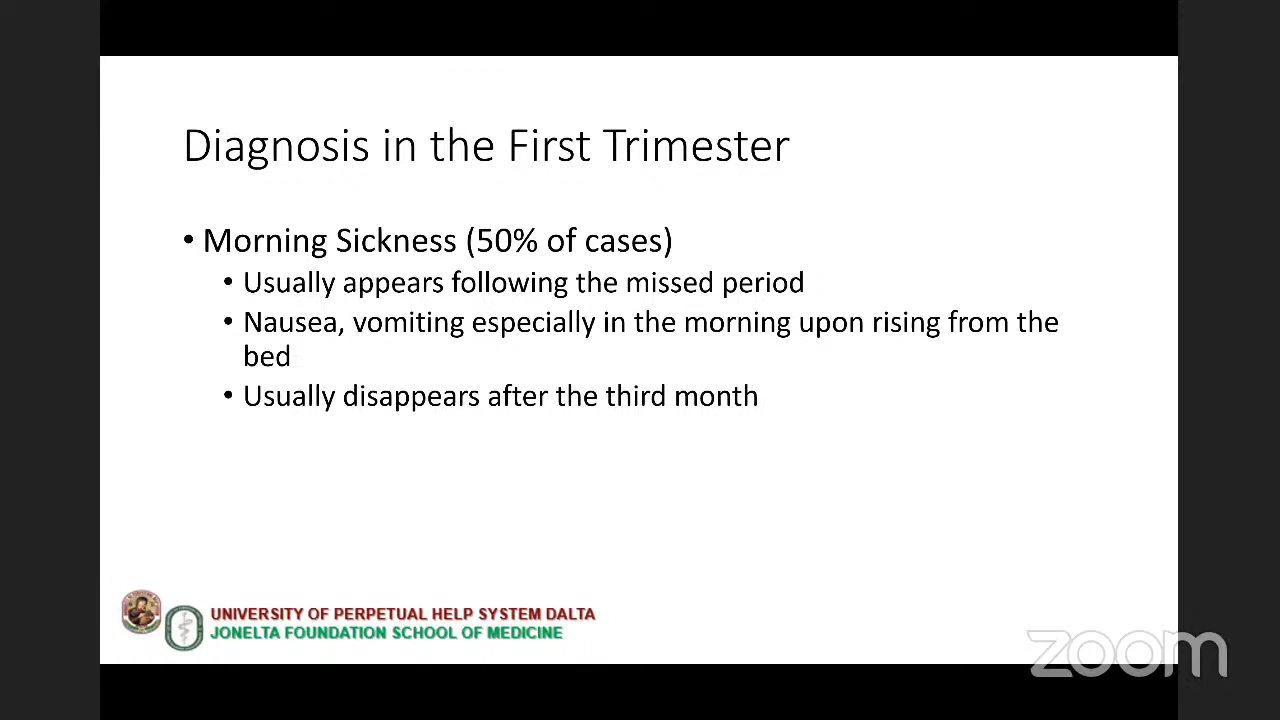 Diagnosis in the First Trimester
• Morning Sickness (50% of cases)
• Usually appears following the missed period
• Nausea, vomiting especially in the morning upon rising from the
bed
• Usually disappears after the third month
UNIVERSITY OF PERPETUAL HELP SYSTEM DALTA
JONELTA FOUNDATION SCHOOL OF MEDICINE
zoom